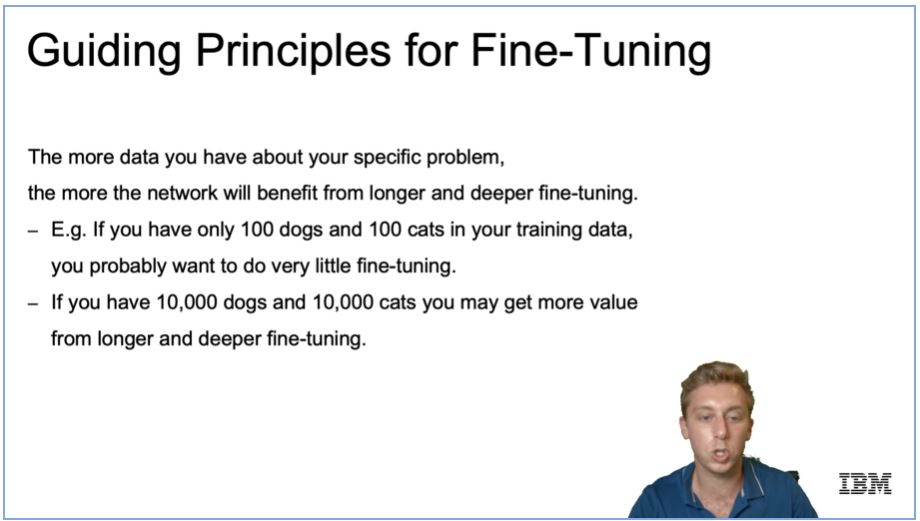 Guiding Principles for Fine-Tuning
The more data you have about your specific problem,
the more the network will benefit from longer and deeper fine-tuning.
– E.g. If you have only 100 dogs and 100 cats in your training data,
you probably want to do very little fine-tuning.
– If you have 10,000 dogs and 10,000 cats you may get more value
from longer and deeper fine-tuning.
IBM